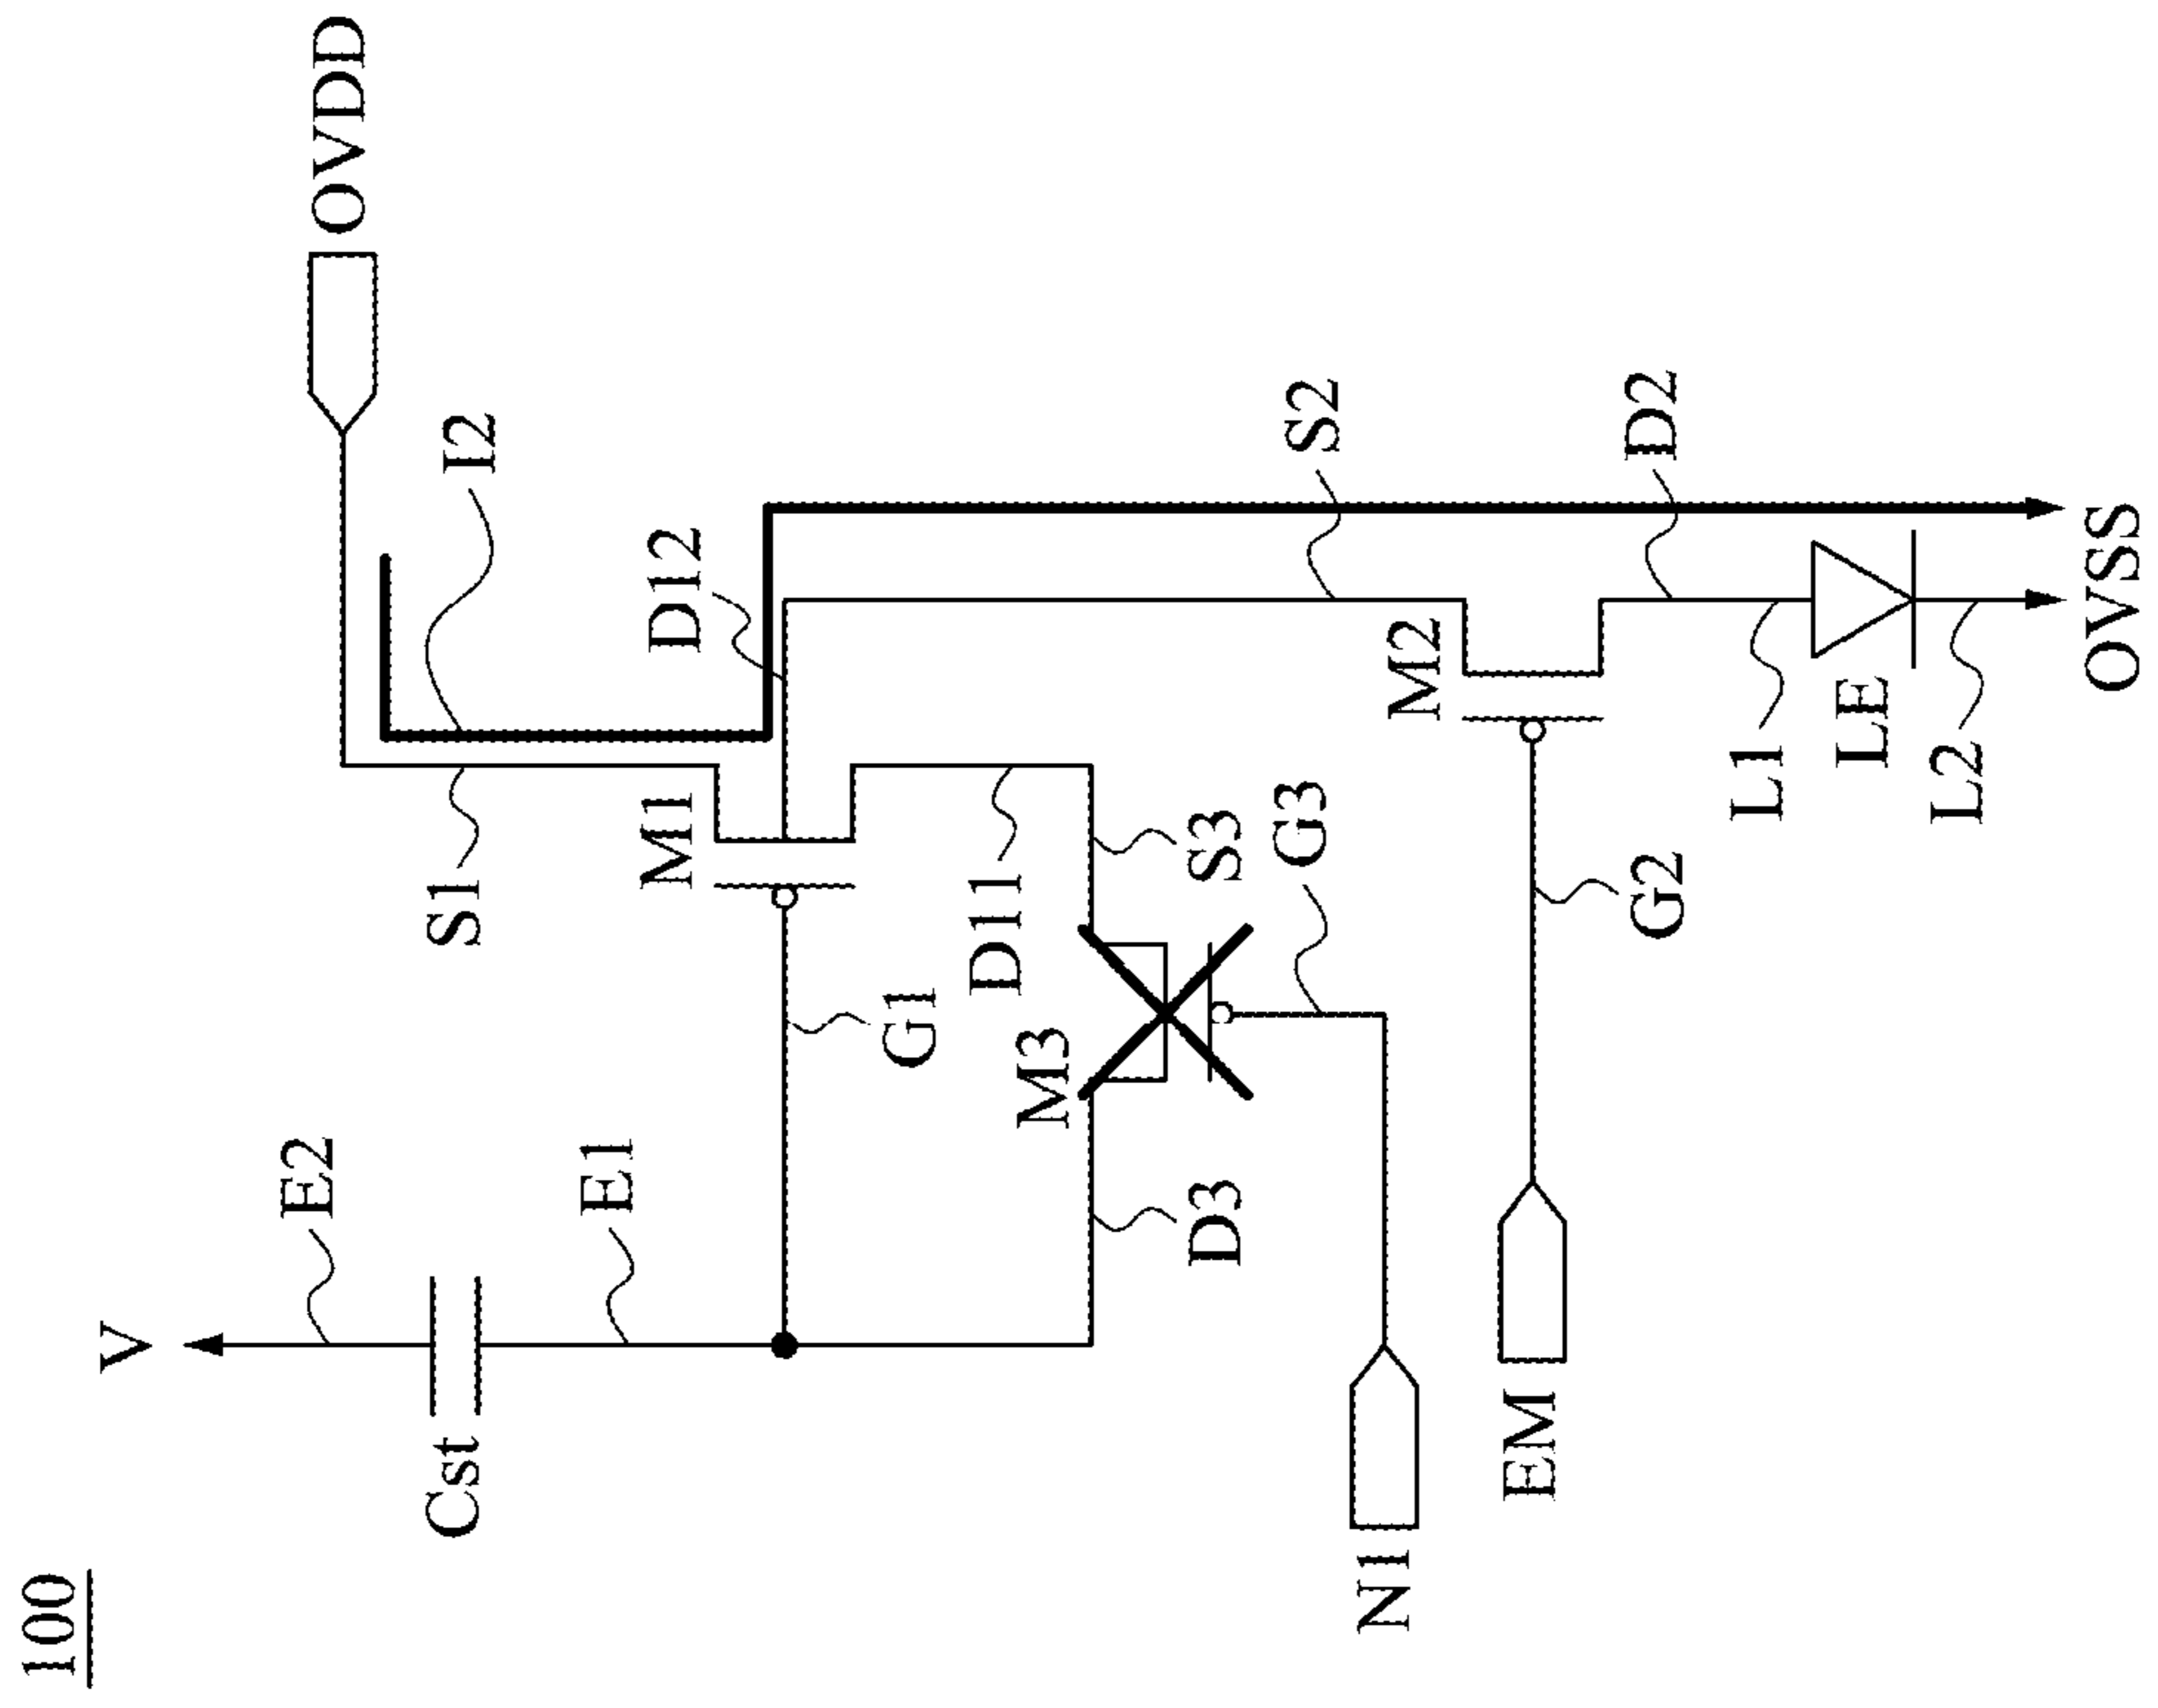 100
V
E2
Cst
E1
OVDD
I2
S1
M1
D12
G1
D11
M3
S3
D3
G3
N1
S2
M2
EM
G2
D2
L1
LE
L2
OVSS